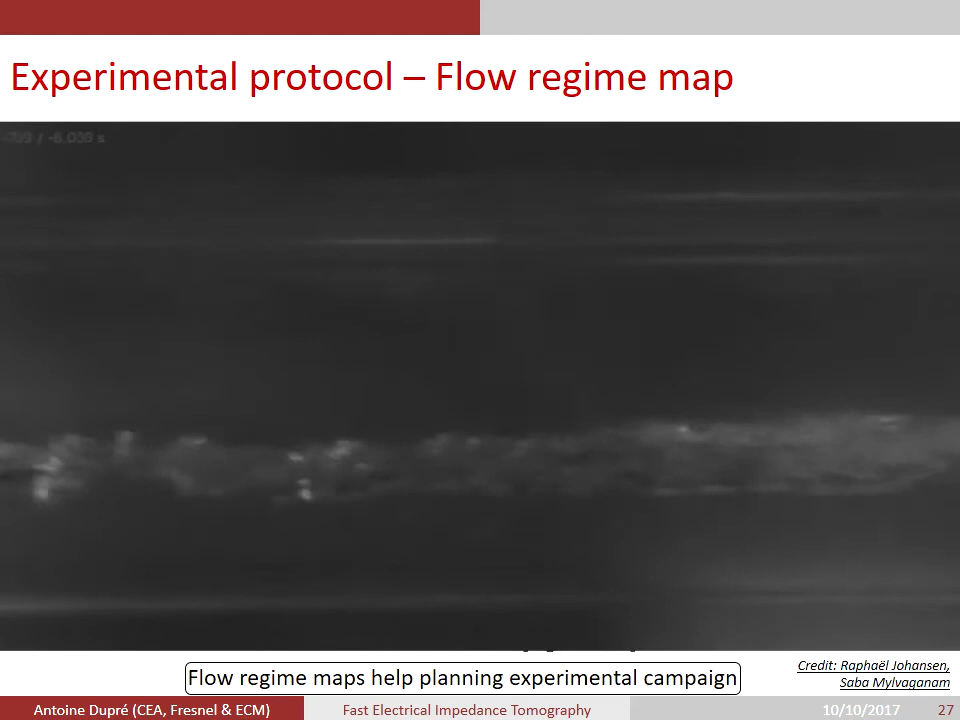 Experimental protocol – Flow regime map
Flow regime maps help planning experimental campaign
Credit: Raphaël Johansen,
Saba Mylvaganam
Antoine Dupré (CEA, Fresnel & ECM)
Fast Electrical Impedance Tomography
10/10/2017
27